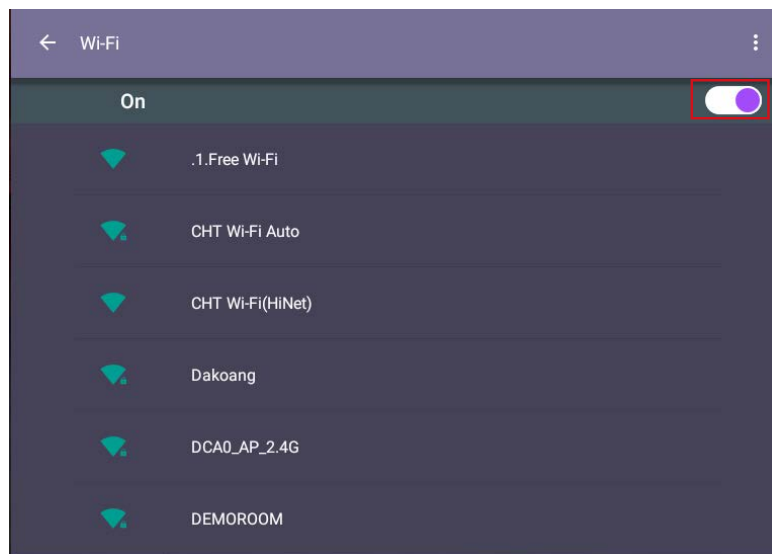 Wi-Fi
On
.1.Free Wi-Fi
CHT Wi-Fi Auto
CHT Wi-Fi(HiNet)
Dakoang
DCA0_AP_2.4G
DEMOROOM